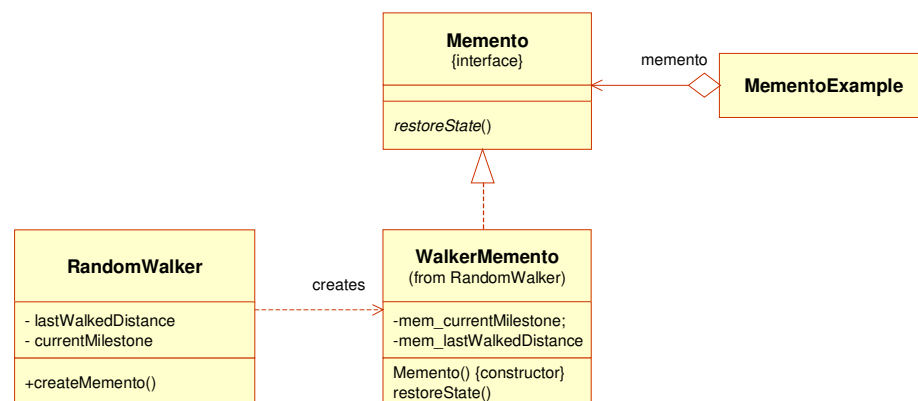 Memento
{interface}
restoreState()
memento
MementoExample
RandomWalker
- lastWalkedDistance
- currentMilestone
+createMemento()
creates
WalkerMemento
(from RandomWalker)
-mem_currentMilestone;
-mem_lastWalkedDistance
Memento() {constructor}
restoreState()